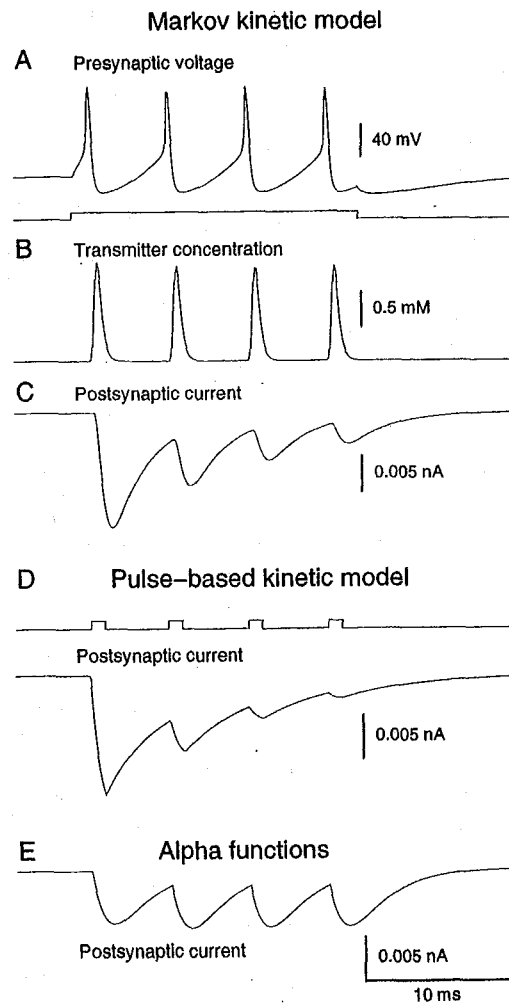 Markov kinetic model
A Presynaptic voltage
40 mV
B Transmitter concentration
0.5 mM
C Postsynaptic current
0.005 nA
D Pulse-based kinetic model
Postsynaptic current
0.005 nA
E Alpha functions
Postsynaptic current
0.005 nA
10 ms